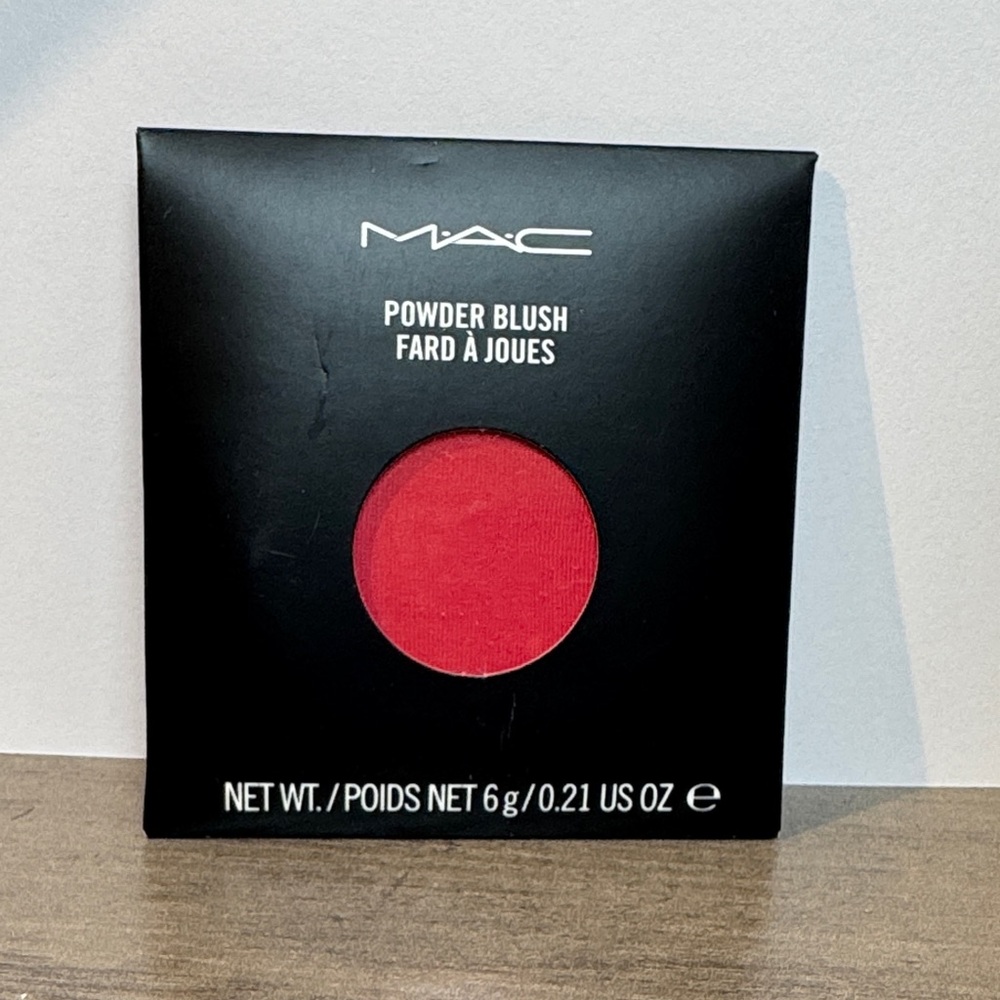 M·A·C
POWDER BLUSH
FARD À JOUES
NET WT. / POIDS NET 6 g / 0.21 US OZ ℮